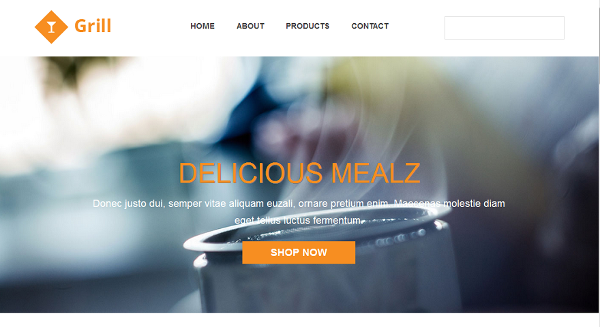 Grill
HOME ABOUT PRODUCTS CONTACT
DELICIOUS MEALZ
Donec justo dui, semper vitae aliquam euzali, ornare pretium enim. Maecenas molestie diam
eget tellus luctus fermentum.
SHOP NOW